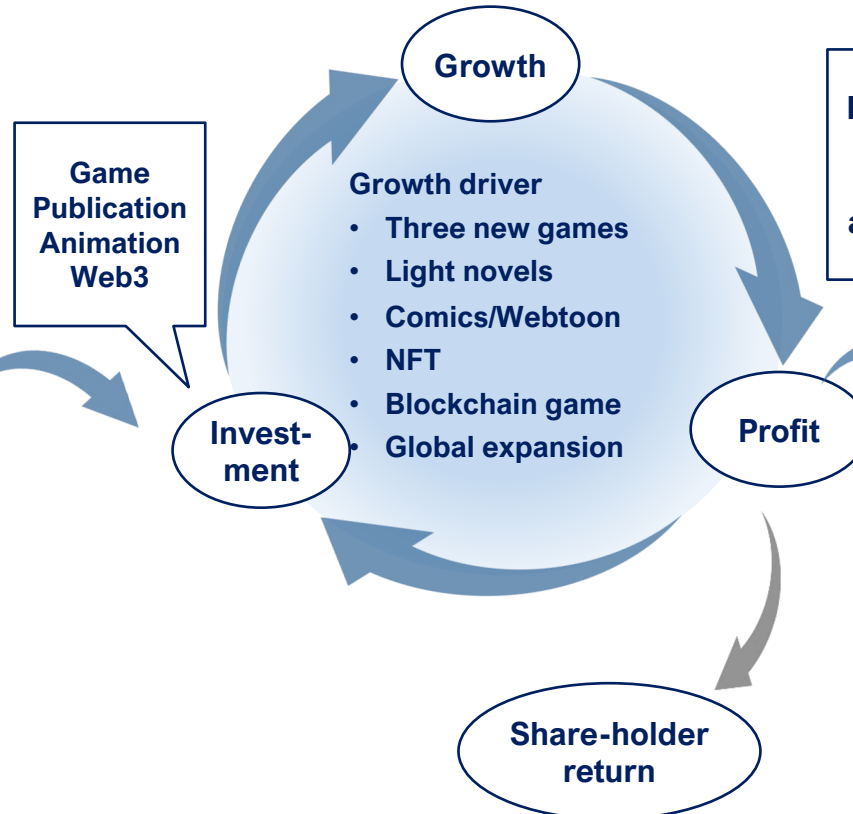 Growth
Game
Publication
Animation
Web3
Growth driver
• Three new games
• Light novels
• Comics/Webtoon
• NFT
• Blockchain game
• Global expansion
Invest-
ment
Profit
Share-holder
return